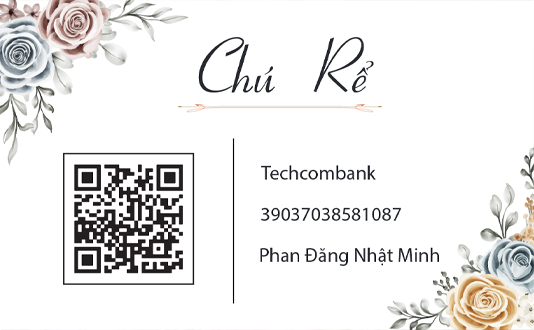 Chú Rể
Techcombank
39037038581087
Phan Đăng Nhật Minh